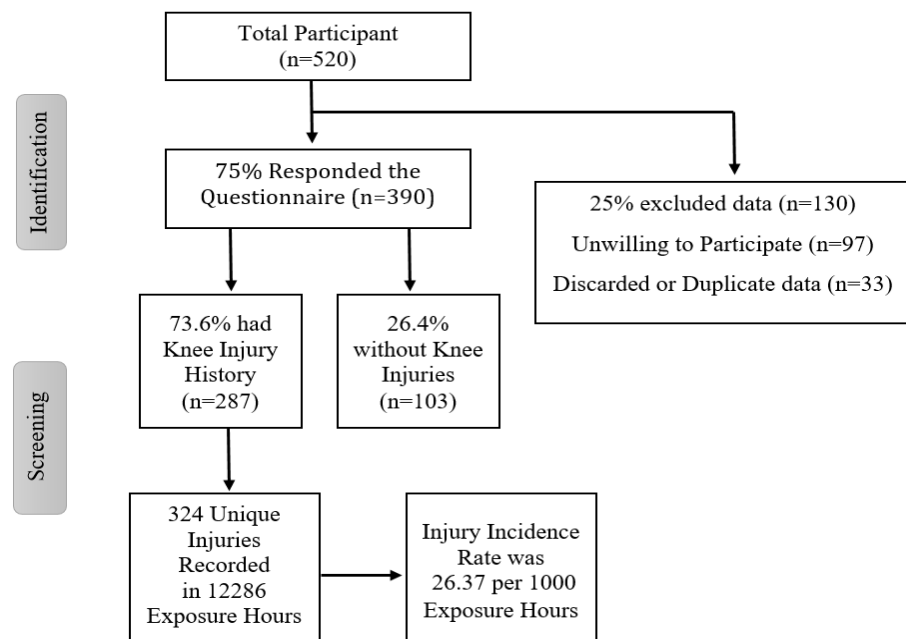 Total Participant
(n=520)
Identification
75% Responded the
Questionnaire (n=390)
25% excluded data (n=130)
Unwilling to Participate (n=97)
Discarded or Duplicate data (n=33)
73.6% had
Knee Injury
History
(n=287)
26.4%
without Knee
Injuries
(n=103)
Screening
324 Unique
Injuries
Recorded
in 12286
Exposure Hours
Injury Incidence
Rate was
26.37 per 1000
Exposure Hours